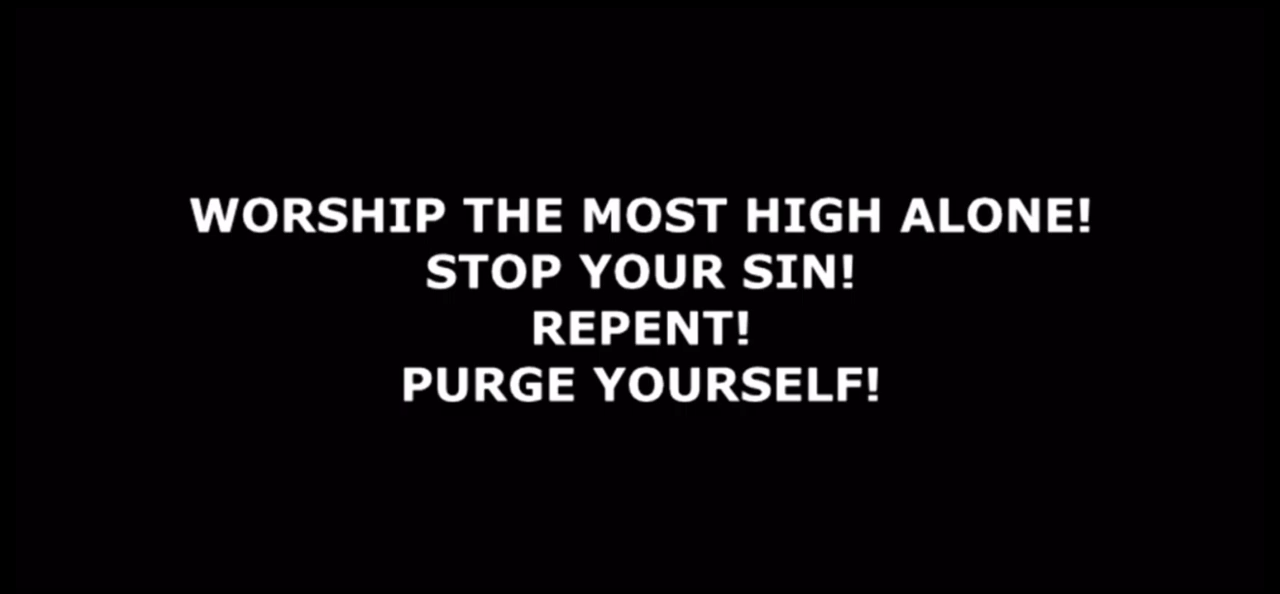 WORSHIP THE MOST HIGH ALONE!
STOP YOUR SIN!
REPENT!
PURGE YOURSELF!